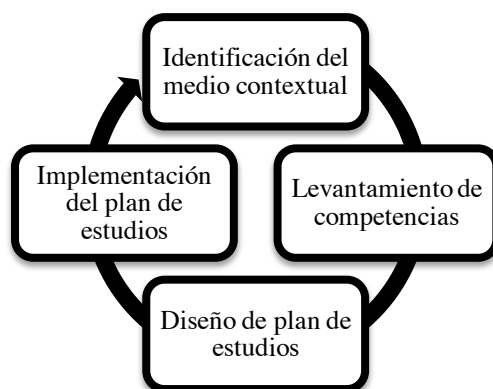 Identificación del
medio contextual
Levantamiento de
competencias
Diseño de plan de
estudios
Implementación
del plan de
estudios